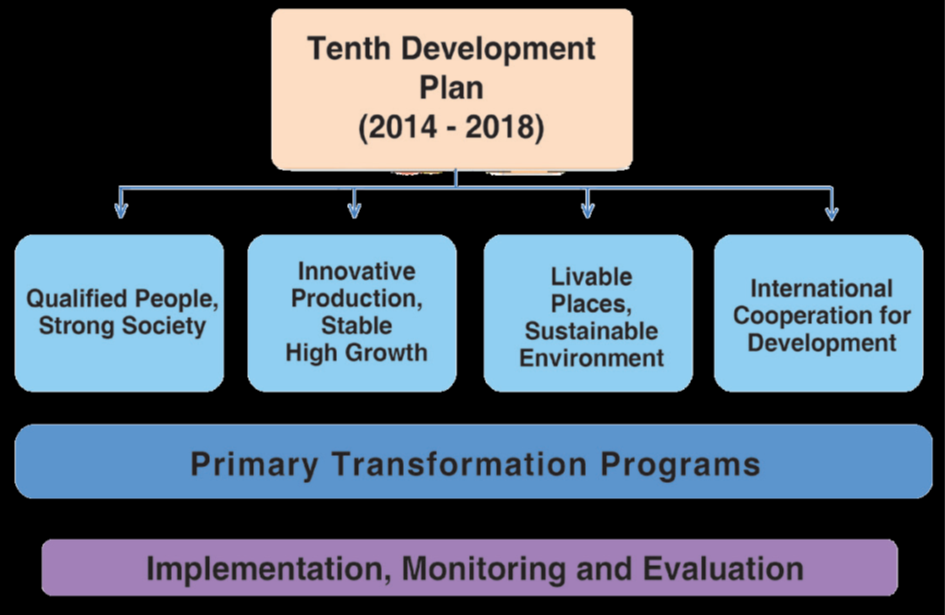 Tenth Development
Plan
(2014 - 2018)
Qualified People,
Strong Society
Innovative
Production,
Stable
High Growth
Livable
Places,
Sustainable
Environment
International
Cooperation for
Development
Primary Transformation Programs
Implementation, Monitoring and Evaluation